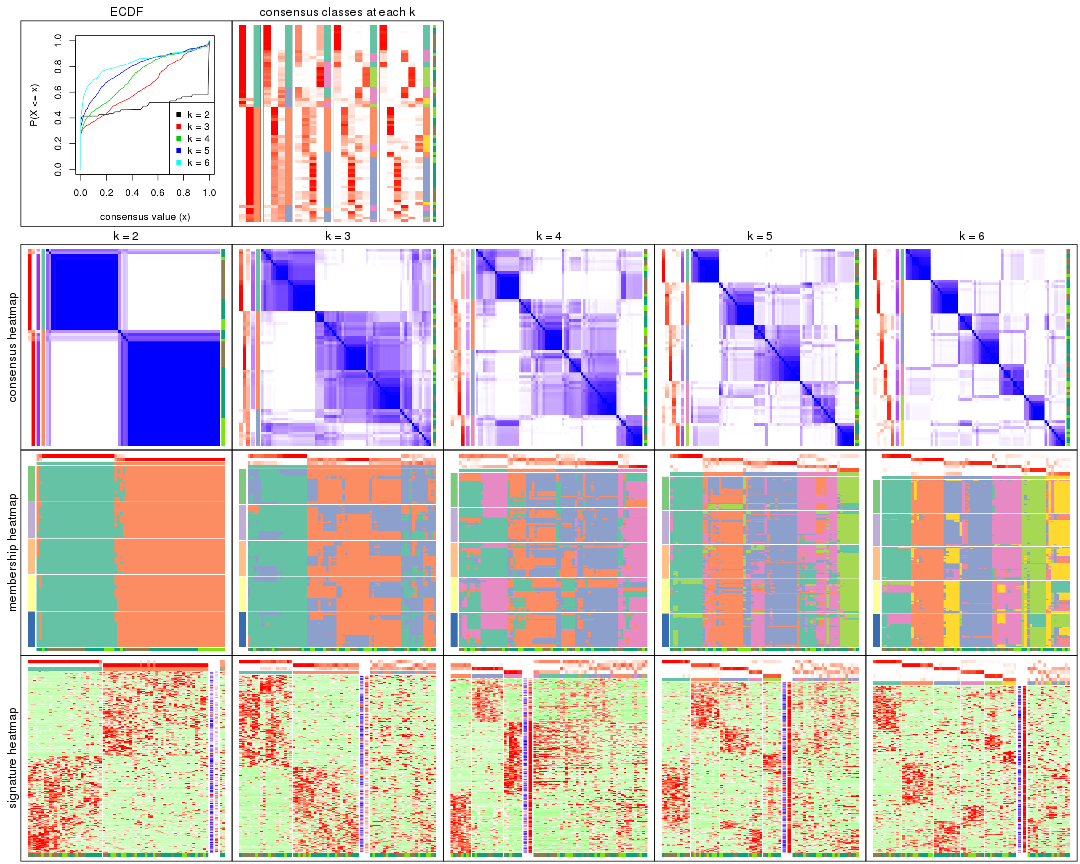 ECDF
consensus classes at each k
P(X <= x)
0.0 0.2 0.4 0.6 0.8 1.0
k = 2
k = 3
k = 4
k = 5
k = 6
0.0 0.2 0.4 0.6 0.8 1.0
consensus value (x)
k = 2 k = 3 k = 4 k = 5 k = 6
consensus heatmap
membership heatmap
signature heatmap